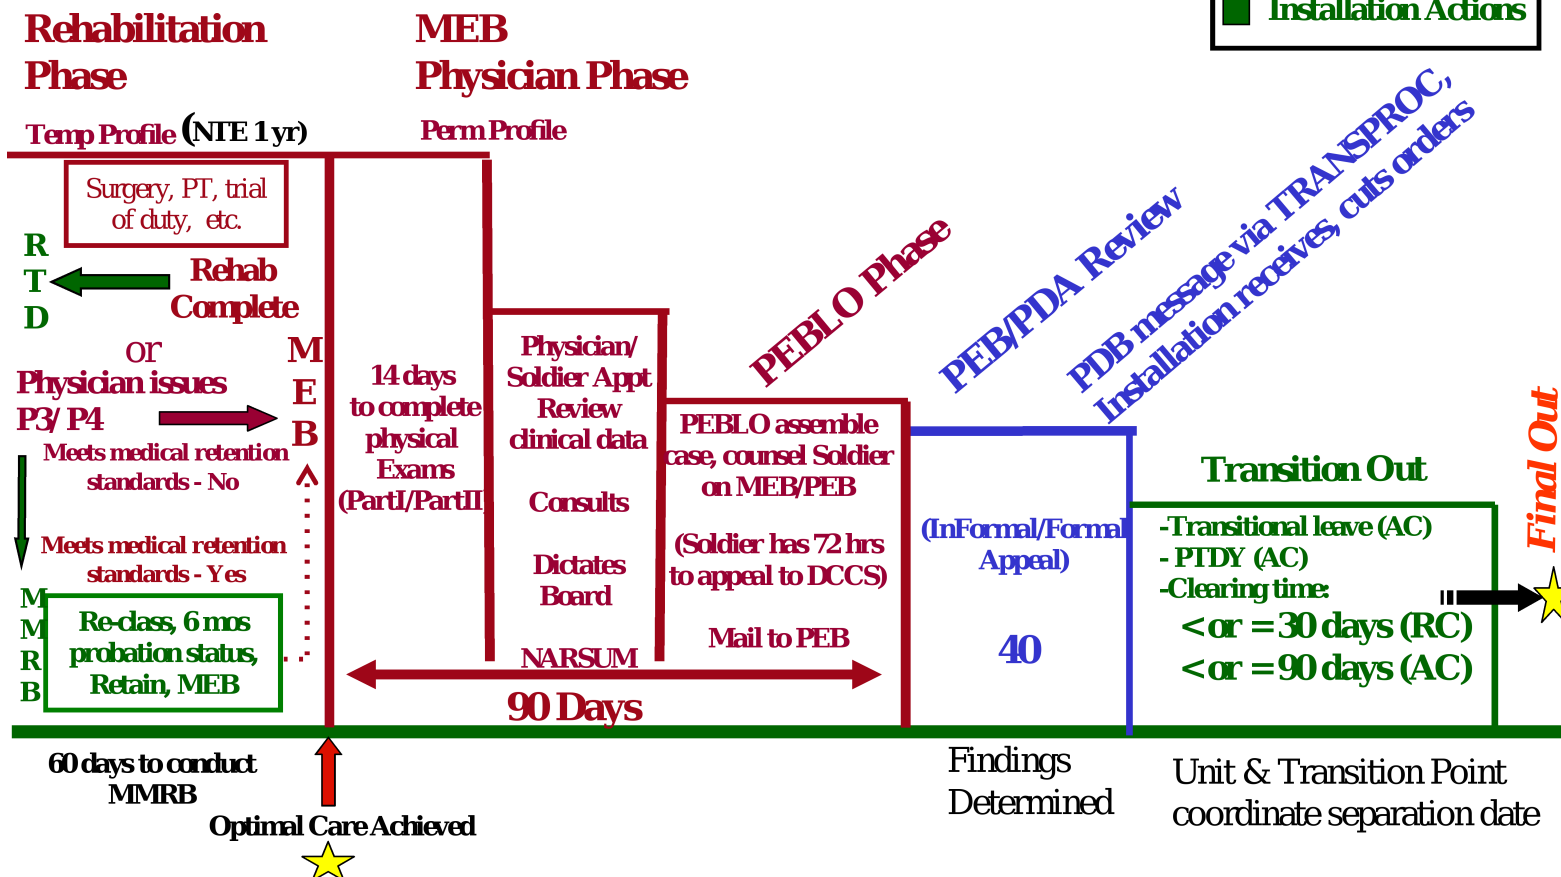 Installation Actions
Rehabilitation
Phase
MEB
Physician Phase
Temp Profile (NTE 1 yr)
Perm Profile
Surgery, PT, trial
of duty, etc.
R
T
D
Rehab
Complete
or
Physician issues
P3/ P4
M
E
B
Meets medical retention
standards - No
Meets medical retention
standards - Yes
M
M
R
B
Re-class, 6 mos
probation status,
Retain, MEB
14 days
to complete
physical
Exams
(PartI/PartII)
Physician/
Soldier Appt
Review
clinical data
Consults
Dictates
Board
NARSUM
90 Days
PEBLO Phase
PEBLO assemble
case, counsel Soldier
on MEB/PEB
(Soldier has 72 hrs
to appeal to DCCS)
Mail to PEB
PEB/PDA Review
(InFormal/Formal
Appeal)
40
PDB message via TRANSPROC,
Installation receives, cuts orders
Transition Out
-Transitional leave (AC)
- PTDY (AC)
-Clearing time:
< or = 30 days (RC)
< or = 90 days (AC)
Final Out
60 days to conduct
MMRB
Optimal Care Achieved
Findings
Determined
Unit & Transition Point
coordinate separation date